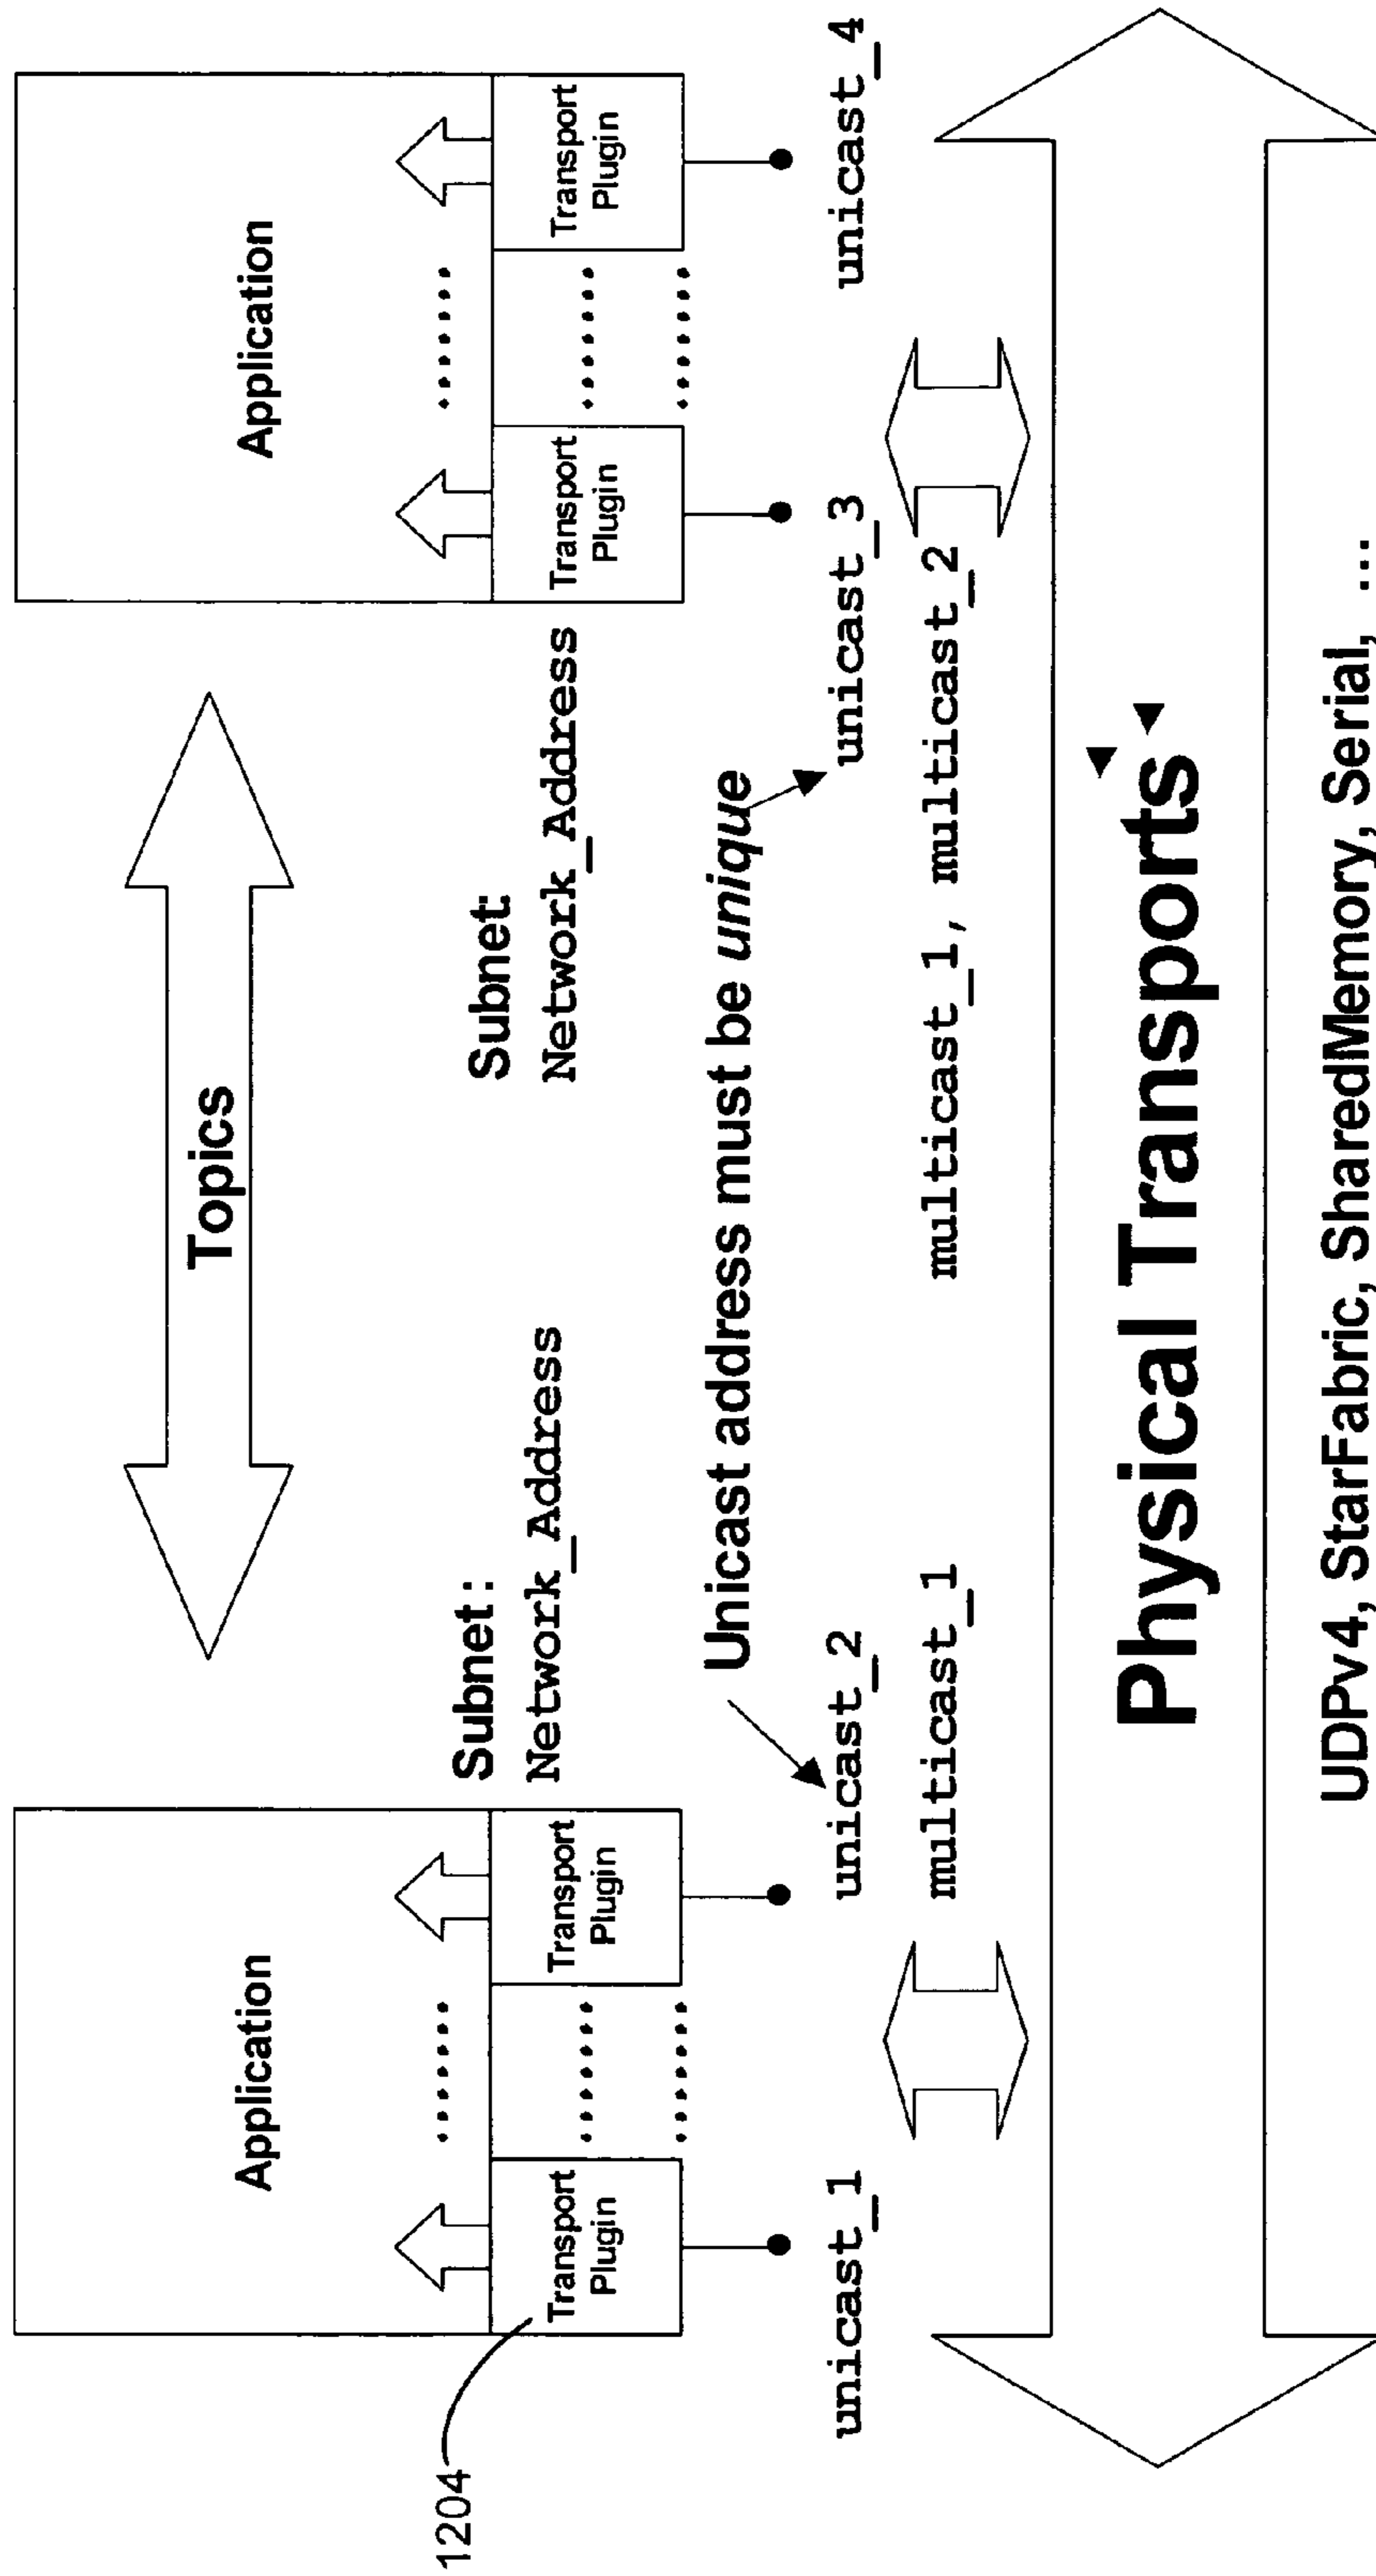 Application
Application
Topics
1204
Transport
Plugin
Transport
Plugin
Transport
Plugin
Transport
Plugin
Subnet:
Network_Address
Subnet:
Network_Address
Unicast address must be unique
unicast_1
unicast_2
unicast_3
unicast_4
multicast_1
multicast_1, multicast_2
Physical Transports
UDPv4, StarFabric, SharedMemory, Serial, ...